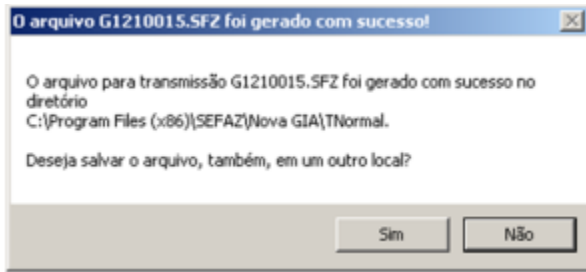 O arquivo G1210015.SFZ foi gerado com sucesso!
O arquivo para transmissão G1210015.SFZ foi gerado com sucesso no
diretório
C:\Program Files (x86)\SEFAZ\Nova GIA\TNormal.
Deseja salvar o arquivo, também, em um outro local?
Sim
Não